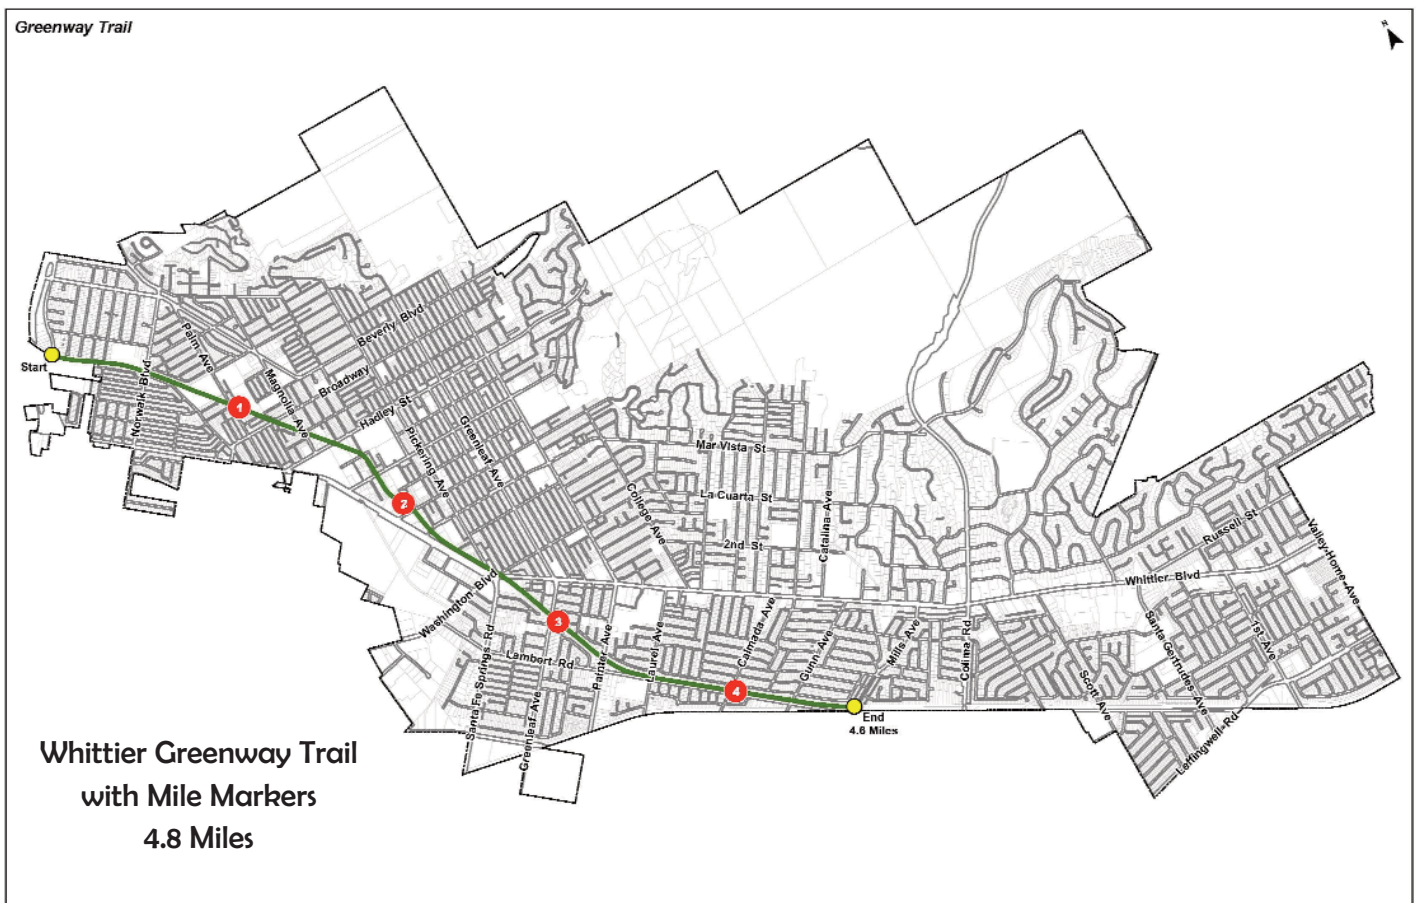 Greenway Trail
N
Start
Norwalk Blvd
Palm Ave
1
Magnolia Ave
Broadway
Beverly Blvd
Hadley St
Pickering Ave
Greenleaf Ave
2
Mar Vista St
La Cuarta St
2nd St
College Ave
Catalina Ave
Washington Blvd
3
Santa Fe Springs Rd
Lambert Rd
Greenleaf Ave
Painter Ave
Laurel Ave
4
Calmada Ave
Gunn Ave
Mills Ave
Colima Rd
End
4.6 Miles
Whittier Blvd
Russell St
Valley Home Ave
1st Ave
Santa Gertrudes Ave
Scott Ave
Leffingwell Rd
Whittier Greenway Trail
with Mile Markers
4.8 Miles